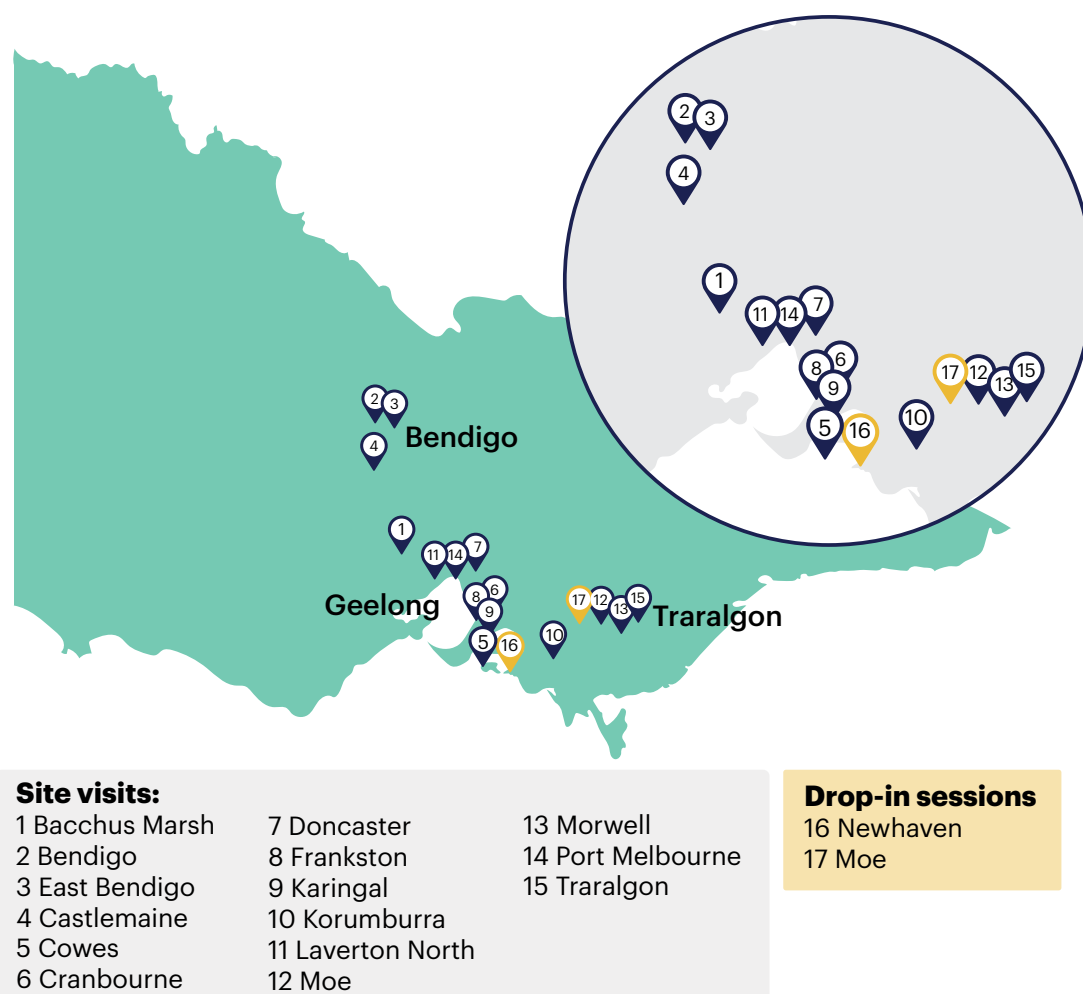 2
3
4
1
11
14
7
8
6
9
5
16
10
17
12
13
15
2
3
Bendigo
4
1
11
14
7
Geelong
8
6
9
5
16
10
17
12
13
15
Traralgon
Site visits:
1 Bacchus Marsh
2 Bendigo
3 East Bendigo
4 Castlemaine
5 Cowes
6 Cranbourne
7 Doncaster
8 Frankston
9 Karingal
10 Korumburra
11 Laverton North
12 Moe
13 Morwell
14 Port Melbourne
15 Traralgon
Drop-in sessions
16 Newhaven
17 Moe